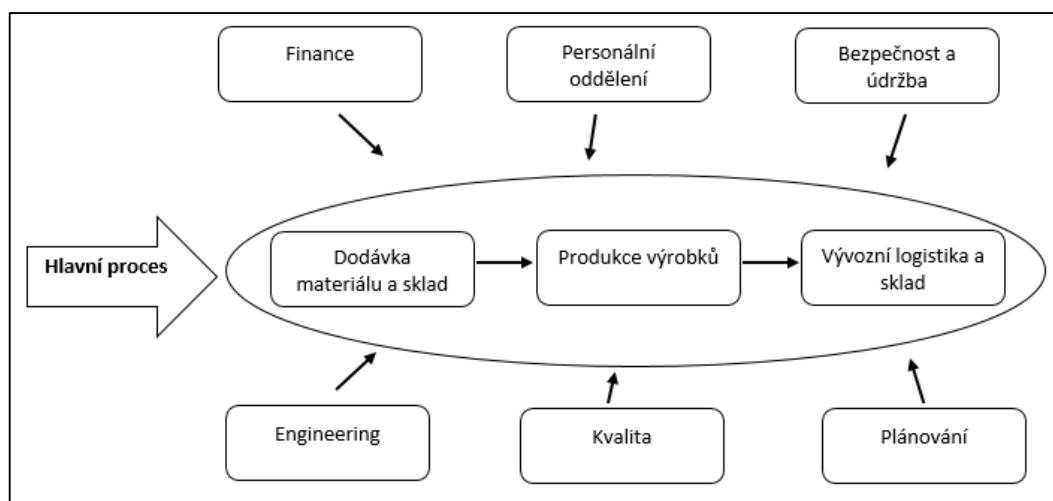 Finance
Personální
oddělení
Bezpečnost a
údržba
Hlavní proces
Dodávka
materiálu a sklad
Produkce výrobků
Vývozní logistika a
sklad
Engineering
Kvalita
Plánování